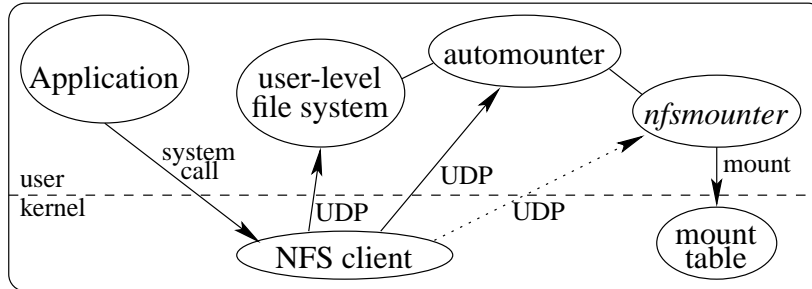 Application
user-level
file system
automounter
nfsmounter
system
call
UDP
mount
user
kernel
UDP
UDP
NFS client
mount
table